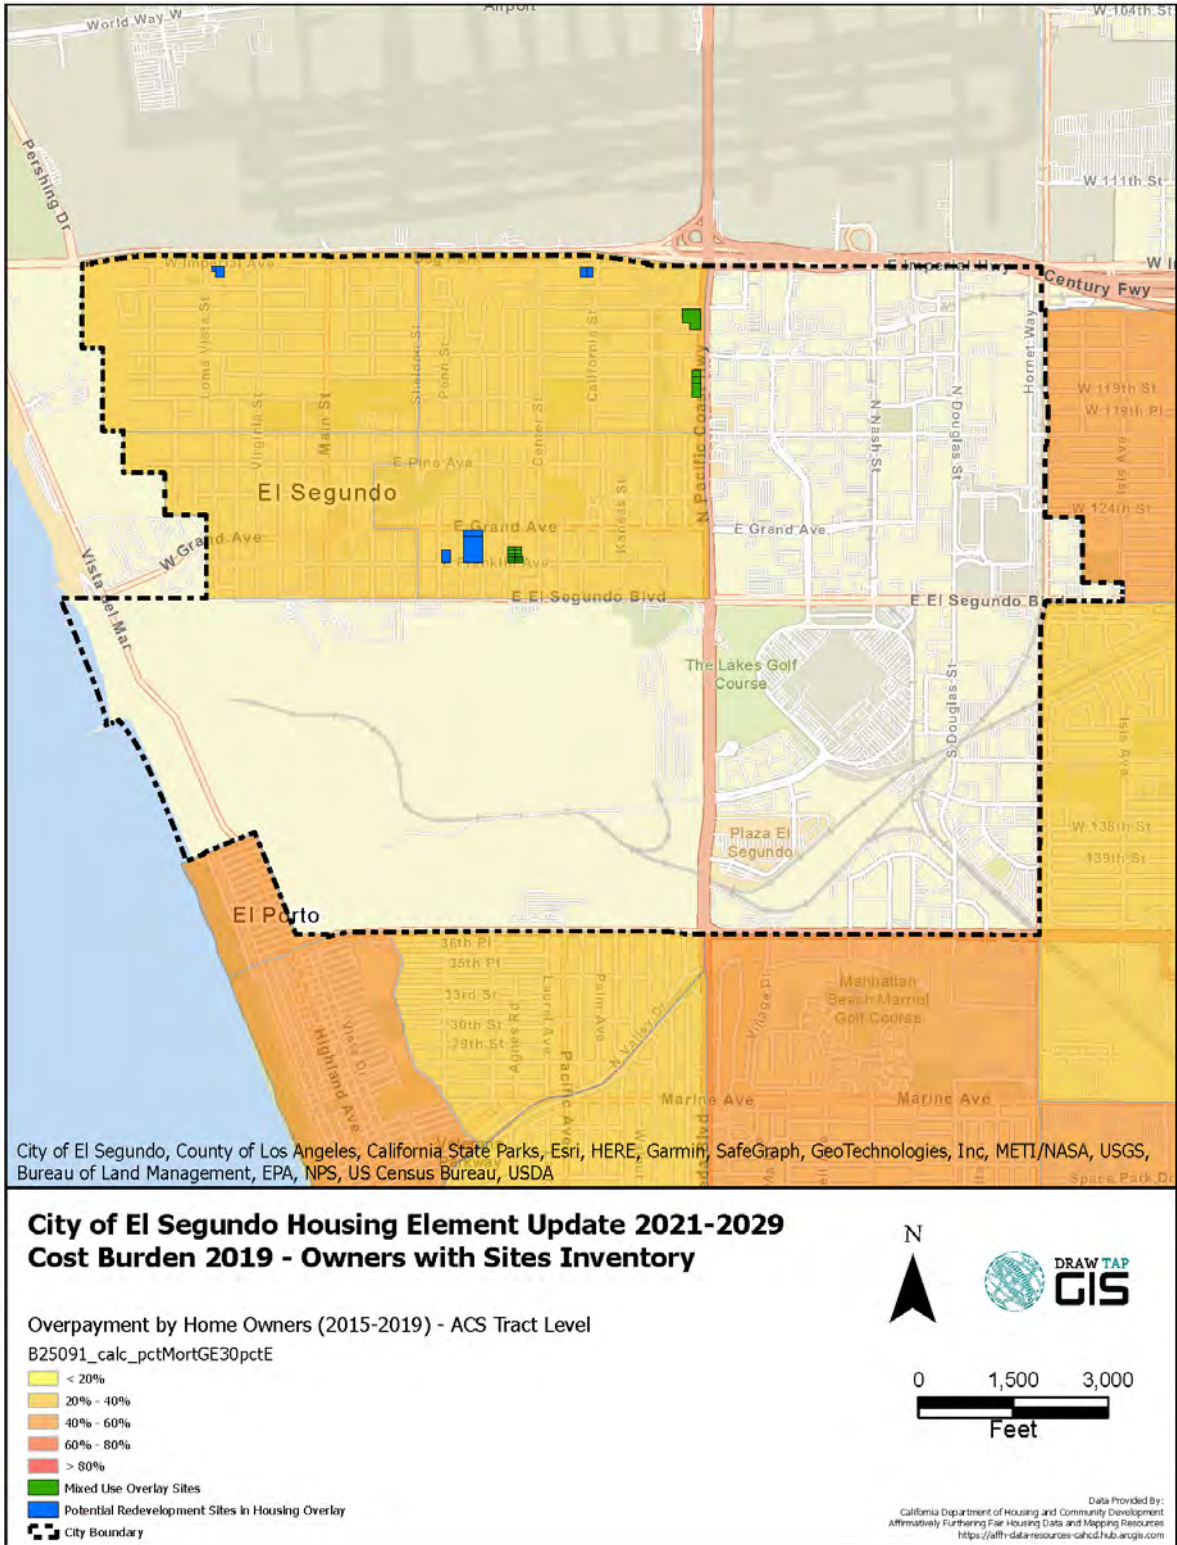 Airport
World Way W
W 104th St
Pershing Dr
W 111th St
W Imperial Ave
E Imperial Hwy
W I
Century Fwy
Loma Vista St
Sheldon St
Penn St
California St
N Pacific Coast Hwy
Hornet Way
N Nash St
N Douglas St
W 119th St
W 119th Pl
Isis Ave
Virginia St
Main St
Center St
E Pine Ave
El Segundo
Kansas St
W 124th St
E Grand Ave
E Grand Ave
W Grand Ave
E Franklin Ave
Vista del Mar
E El Segundo Blvd
E El Segundo B
The Lakes Golf
Course
S Douglas St
Isis Ave
Plaza El
Segundo
W 138th St
139th St
El Porto
36th Pl
35th Pl
33rd St
30th St
29th St
Laurel Ave
Agnes Rd
Palm Ave
N Valley Dr
Village Dr
Manhattan
Beach Marriot
Golf Course
Vista Dr
Highland Ave
Pacific Ave
Marine Ave
Marine Ave
Parkway
Space Park Dr
City of El Segundo, County of Los Angeles, California State Parks, Esri, HERE, Garmin, SafeGraph, GeoTechnologies, Inc, METI/NASA, USGS,
Bureau of Land Management, EPA, NPS, US Census Bureau, USDA
City of El Segundo Housing Element Update 2021-2029
Cost Burden 2019 - Owners with Sites Inventory
N
DRAW TAP
GIS
Overpayment by Home Owners (2015-2019) - ACS Tract Level
B25091_calc_pctMortGE30pctE
< 20%
20% - 40%
40% - 60%
60% - 80%
> 80%
Mixed Use Overlay Sites
Potential Redevelopment Sites in Housing Overlay
City Boundary
0 1,500 3,000
Feet
Data Provided By:
California Department of Housing and Community Development
Affirmatively Furthering Fair Housing Data and Mapping Resources
https://affh-data-resources-cahcd.hub.arcgis.com